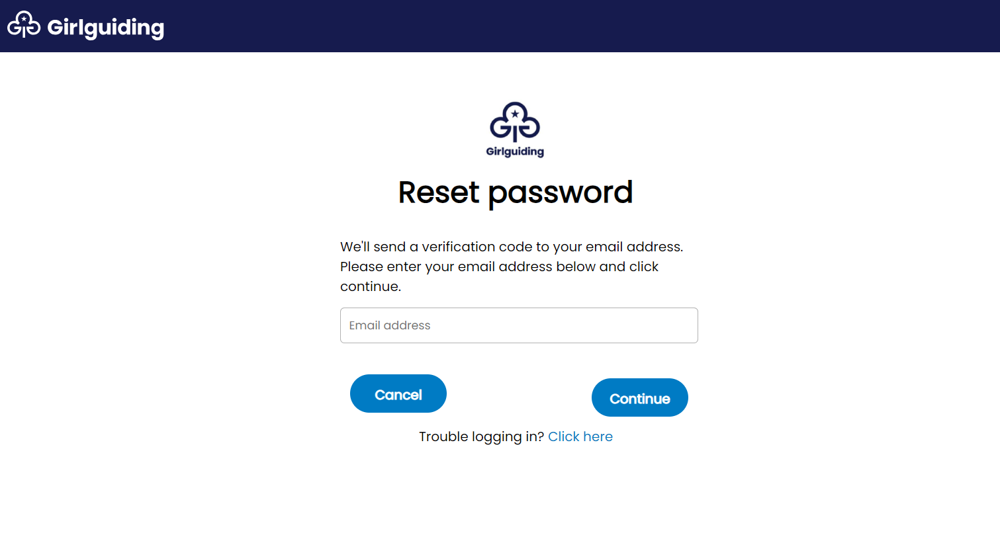 Girlguiding
Girlguiding
Reset password
We'll send a verification code to your email address.
Please enter your email address below and click
continue.
Email address
Cancel
Continue
Trouble logging in? Click here